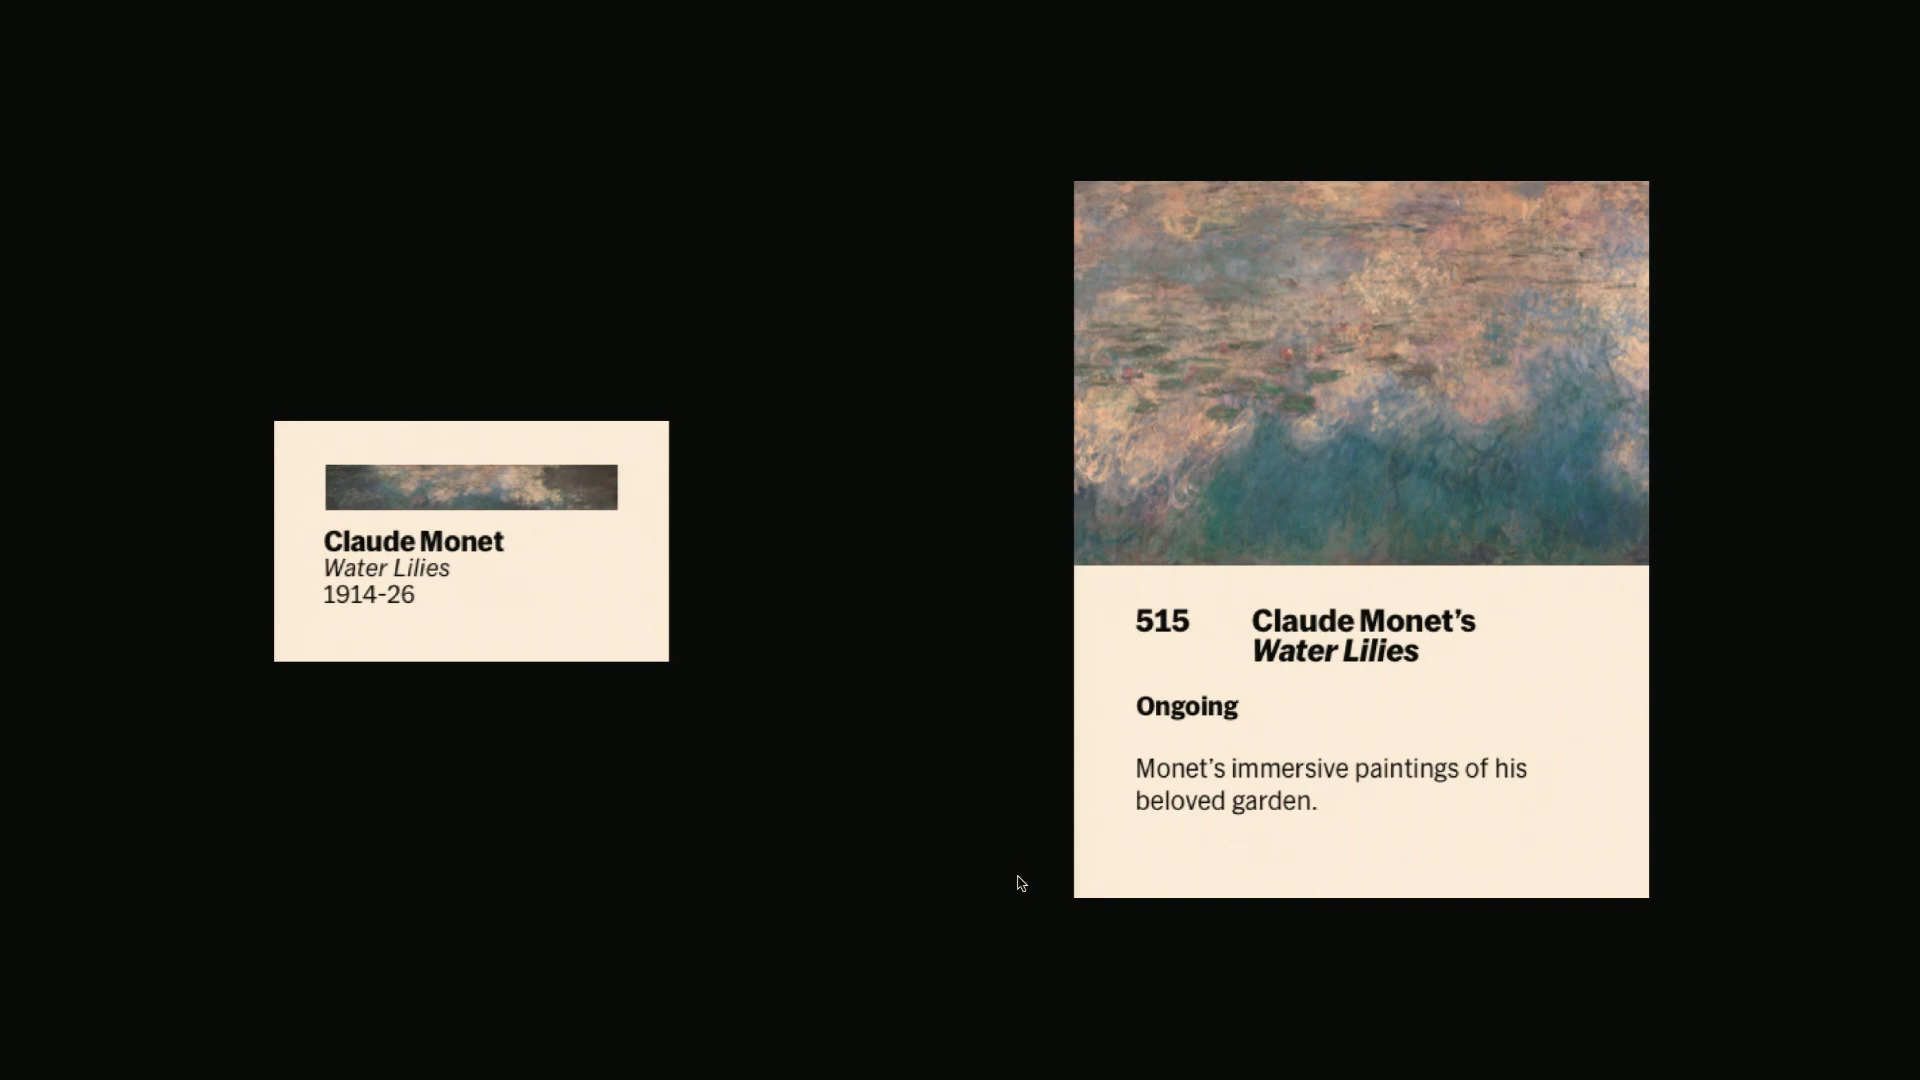 Claude Monet
Water Lilies
1914-26
515 Claude Monet’s
Water Lilies
Ongoing
Monet’s immersive paintings of his
beloved garden.